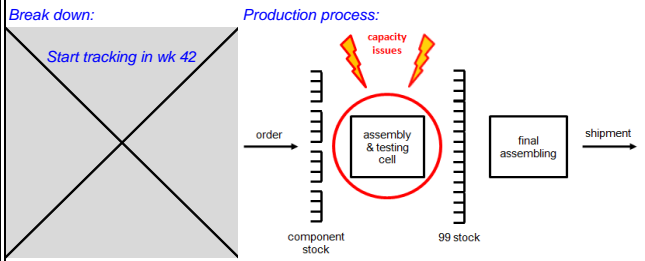 Break down:
Production process:
Start tracking in wk 42
capacity
issues
order
assembly
& testing
cell
final
assembling
shipment
component
stock
99 stock